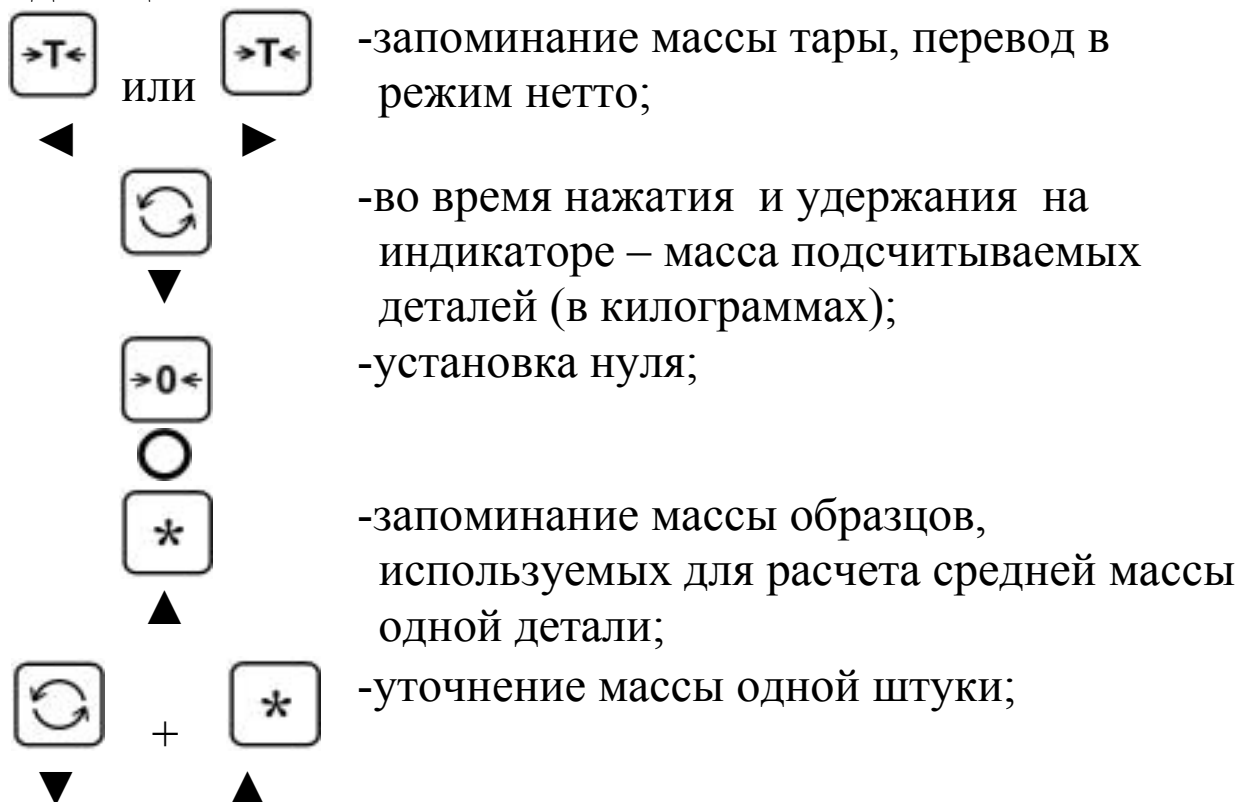 →T← или →T← -запоминание массы тары, перевод в
режим нетто;
◄ ►
-во время нажатия и удержания на
индикаторе – масса подсчитываемых
▼
деталей (в килограммах);
→0← -установка нуля;
* -запоминание массы образцов,
используемых для расчета средней массы
▲
одной детали;
+ * -уточнение массы одной штуки;
▼ ▲